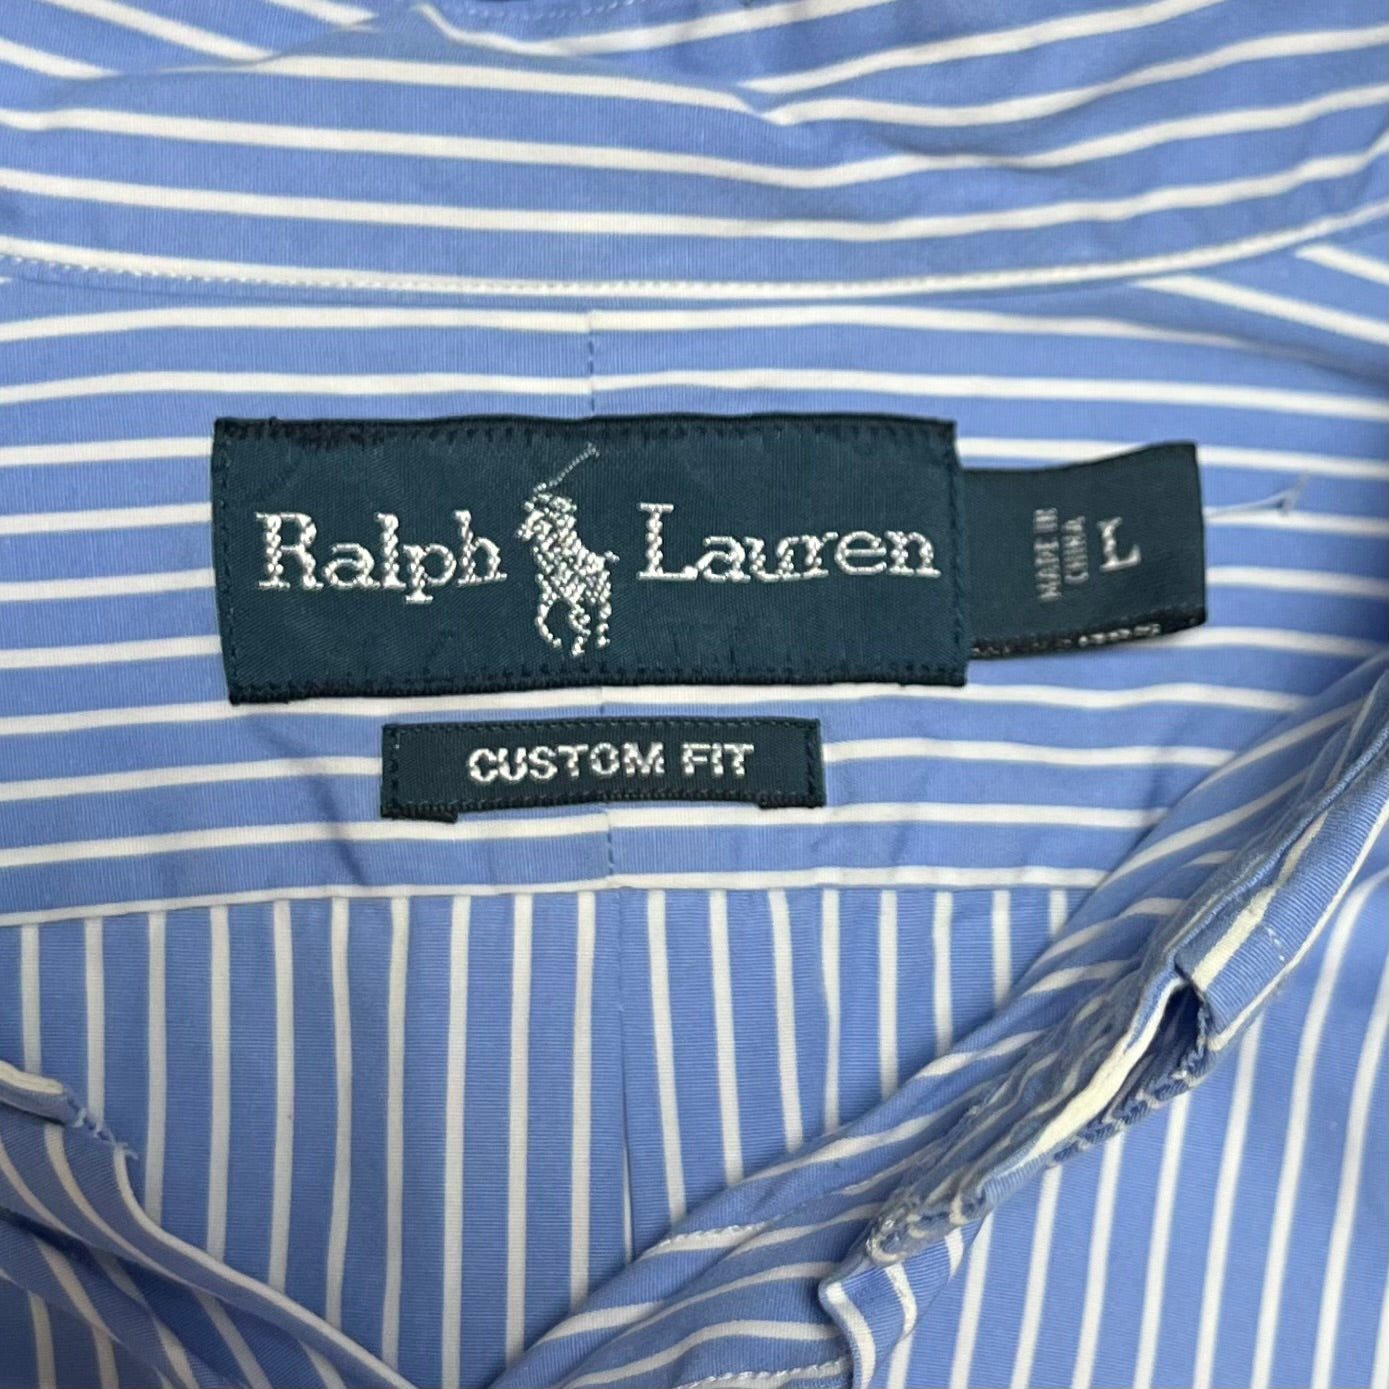 Ralph Lauren
MADE IN
CHINA
L
CUSTOM FIT